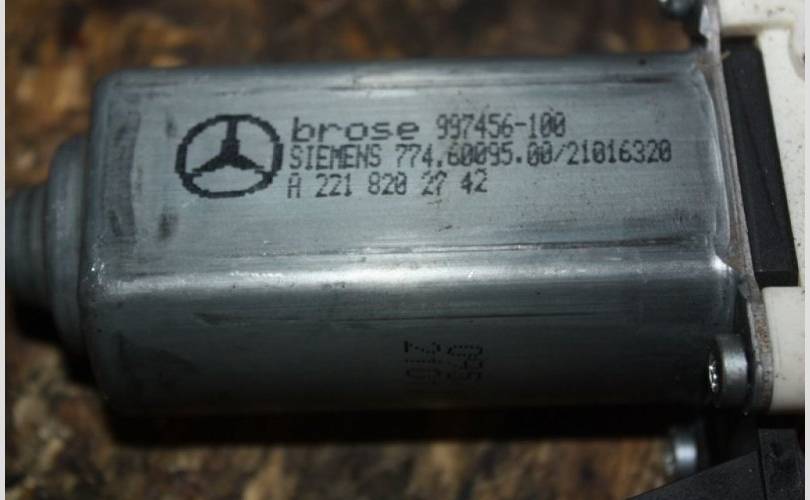 brose 997456-100
SIEMENS 774.60095.00/21016320
A 221 820 27 42